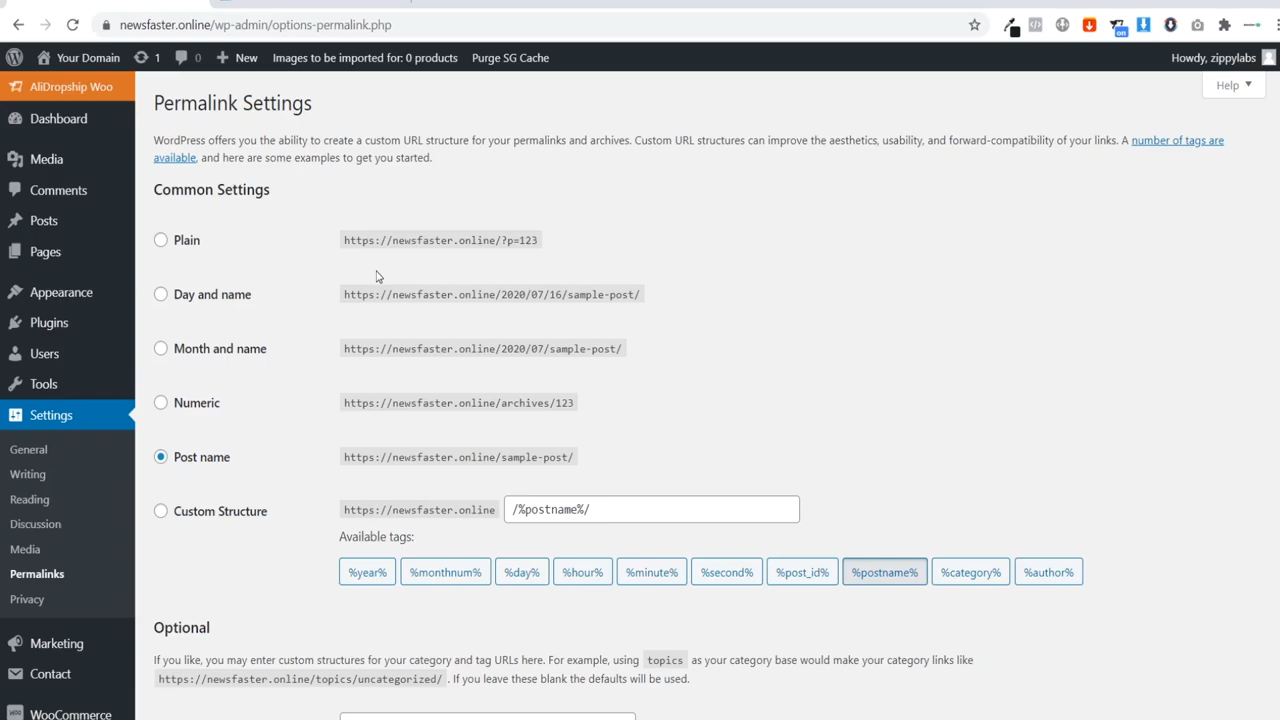 newsfaster.online/wp-admin/options-permalink.php
on
Your Domain 1 0 New Images to be imported for: 0 products Purge SG Cache Howdy, zippylabs
AliDropship Woo
Dashboard
Media
Comments
Posts
Pages
Appearance
Plugins
Users
Tools
Settings
General
Writing
Reading
Discussion
Media
Permalinks
Privacy
Marketing
Contact
WooCommerce
Help
Permalink Settings
WordPress offers you the ability to create a custom URL structure for your permalinks and archives. Custom URL structures can improve the aesthetics, usability, and forward-compatibility of your links. A number of tags are
available, and here are some examples to get you started.
Common Settings
Plain https://newsfaster.online/?p=123
Day and name https://newsfaster.online/2020/07/16/sample-post/
Month and name https://newsfaster.online/2020/07/sample-post/
Numeric https://newsfaster.online/archives/123
Post name https://newsfaster.online/sample-post/
Custom Structure https://newsfaster.online /%postname%/
Available tags:
%year% %monthnum% %day% %hour% %minute% %second% %post_id% %postname% %category% %author%
Optional
If you like, you may enter custom structures for your category and tag URLs here. For example, using topics as your category base would make your category links like
https://newsfaster.online/topics/uncategorized/ . If you leave these blank the defaults will be used.